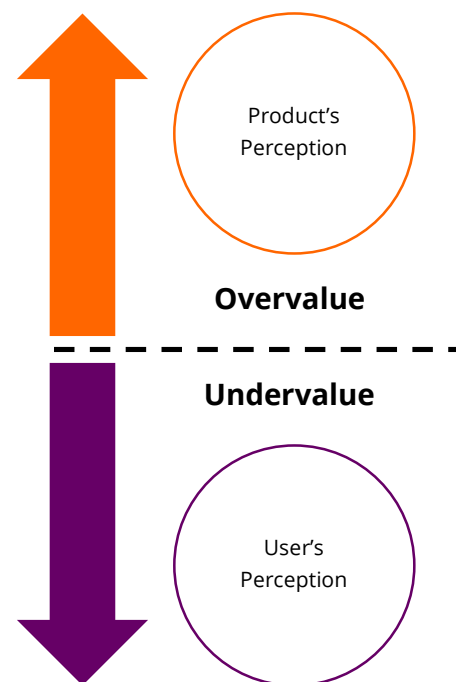 Product’s
Perception
Overvalue
Undervalue
User’s
Perception